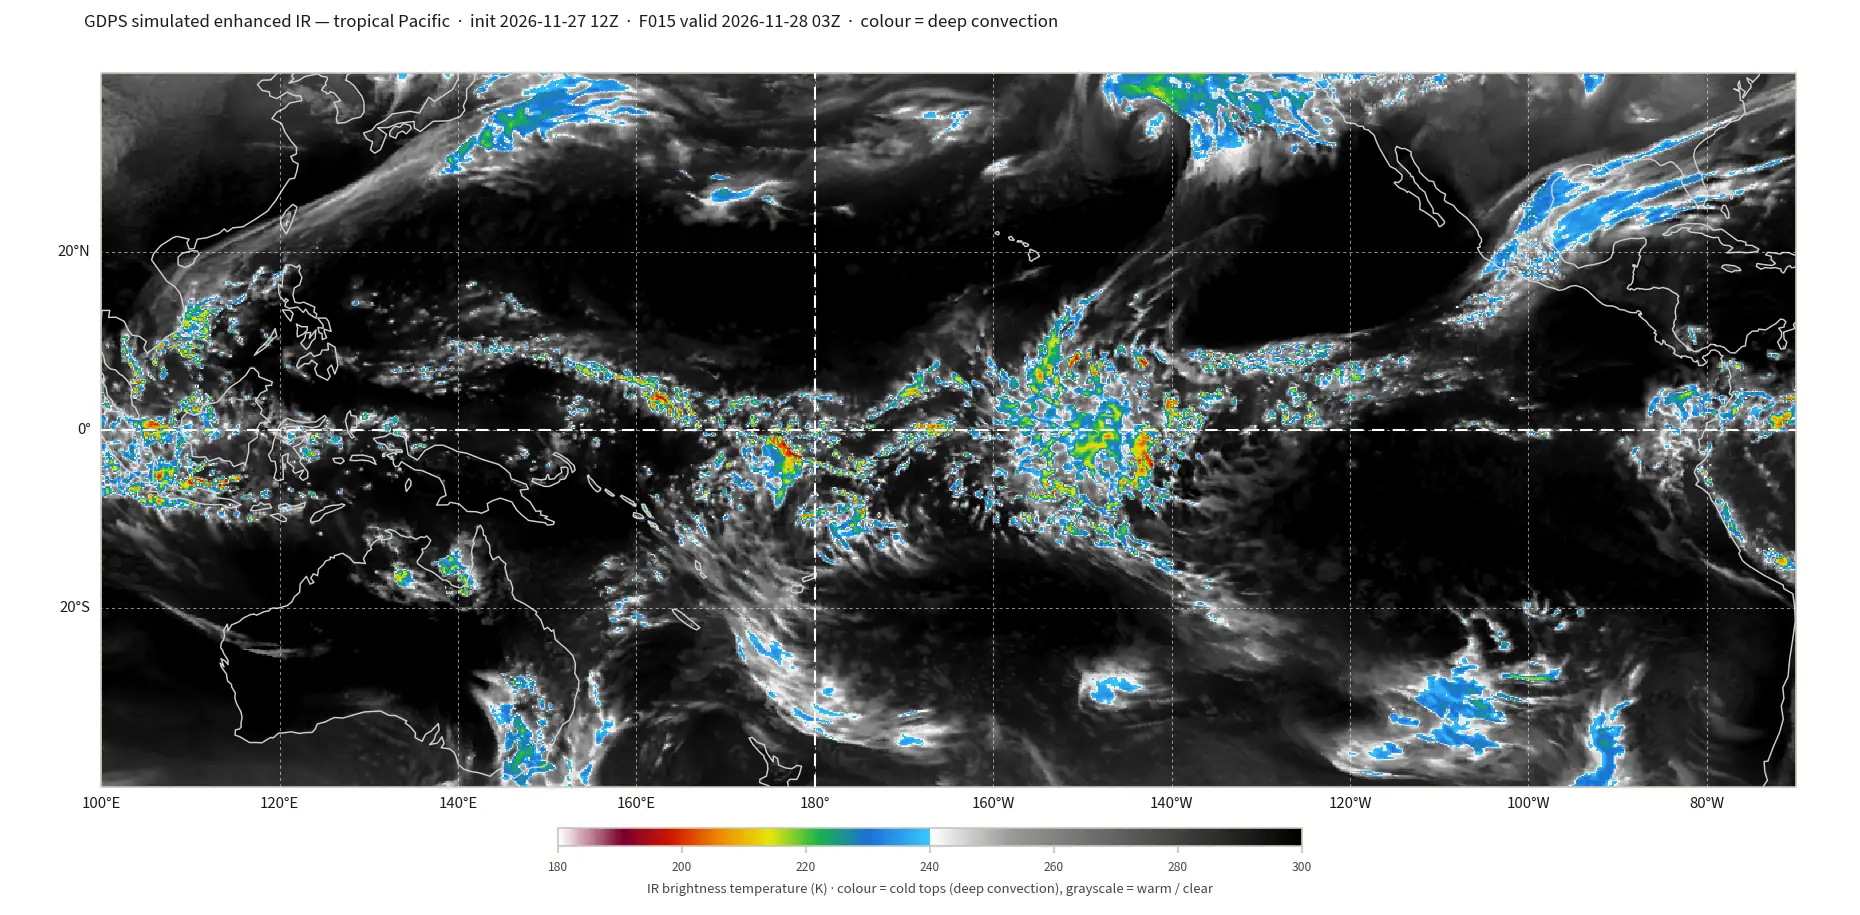 GDPS simulated enhanced IR — tropical Pacific · init 2026-11-27 12Z · F015 valid 2026-11-28 03Z · colour = deep convection
20°N
0°
20°S
100°E 120°E 140°E 160°E 180° 160°W 140°W 120°W 100°W 80°W
180 200 220 240 260 280 300
IR brightness temperature (K) · colour = cold tops (deep convection), grayscale = warm / clear